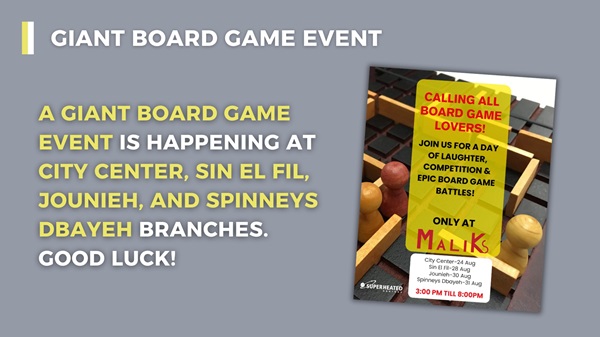 GIANT BOARD GAME EVENT
A GIANT BOARD GAME
EVENT IS HAPPENING AT
CITY CENTER, SIN EL FIL,
JOUNIEH, AND SPINNEYS
DBAYEH BRANCHES.
GOOD LUCK!
CALLING ALL
BOARD GAME
LOVERS!
JOIN US FOR A DAY
OF LAUGHTER,
COMPETITION &
EPIC BOARD GAME
BATTLES!
ONLY AT
MALIKS
City Center-24 Aug
Sin El Fil-28 Aug
Jounieh-30 Aug
Spinneys Dbayeh-31 Aug
3:00 PM TILL 8:00PM
SUPERHEATED